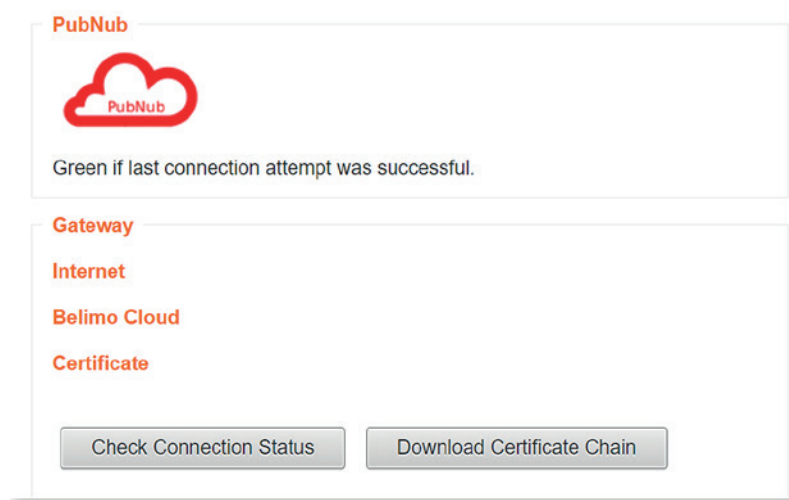 PubNub
PubNub
Green if last connection attempt was successful.
Gateway
Internet
Belimo Cloud
Certificate
Check Connection Status
Download Certificate Chain